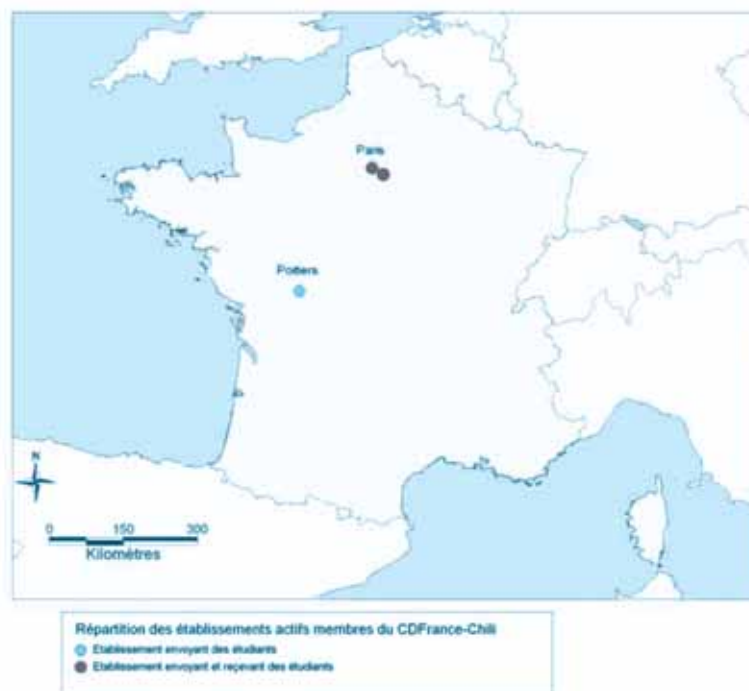 Paris
Poitiers
N
0 150 300
Kilomètres
Répartition des établissements actifs membres du CDFrance-Chili
Etablissement envoyant des étudiants
Etablissement envoyant et reçevant des étudiants